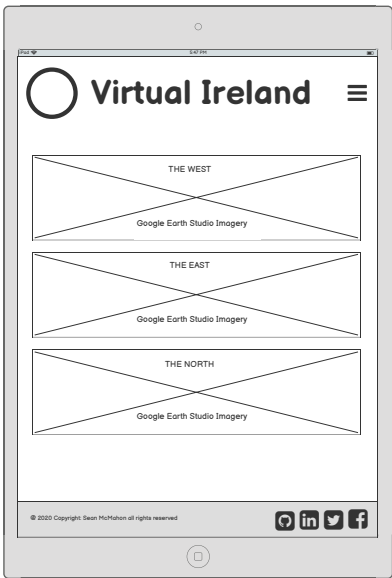 iPad
5:47 PM
Virtual Ireland
THE WEST
Google Earth Studio Imagery
THE EAST
Google Earth Studio Imagery
THE NORTH
Google Earth Studio Imagery
© 2020 Copyright: Sean McMahon all rights reserved